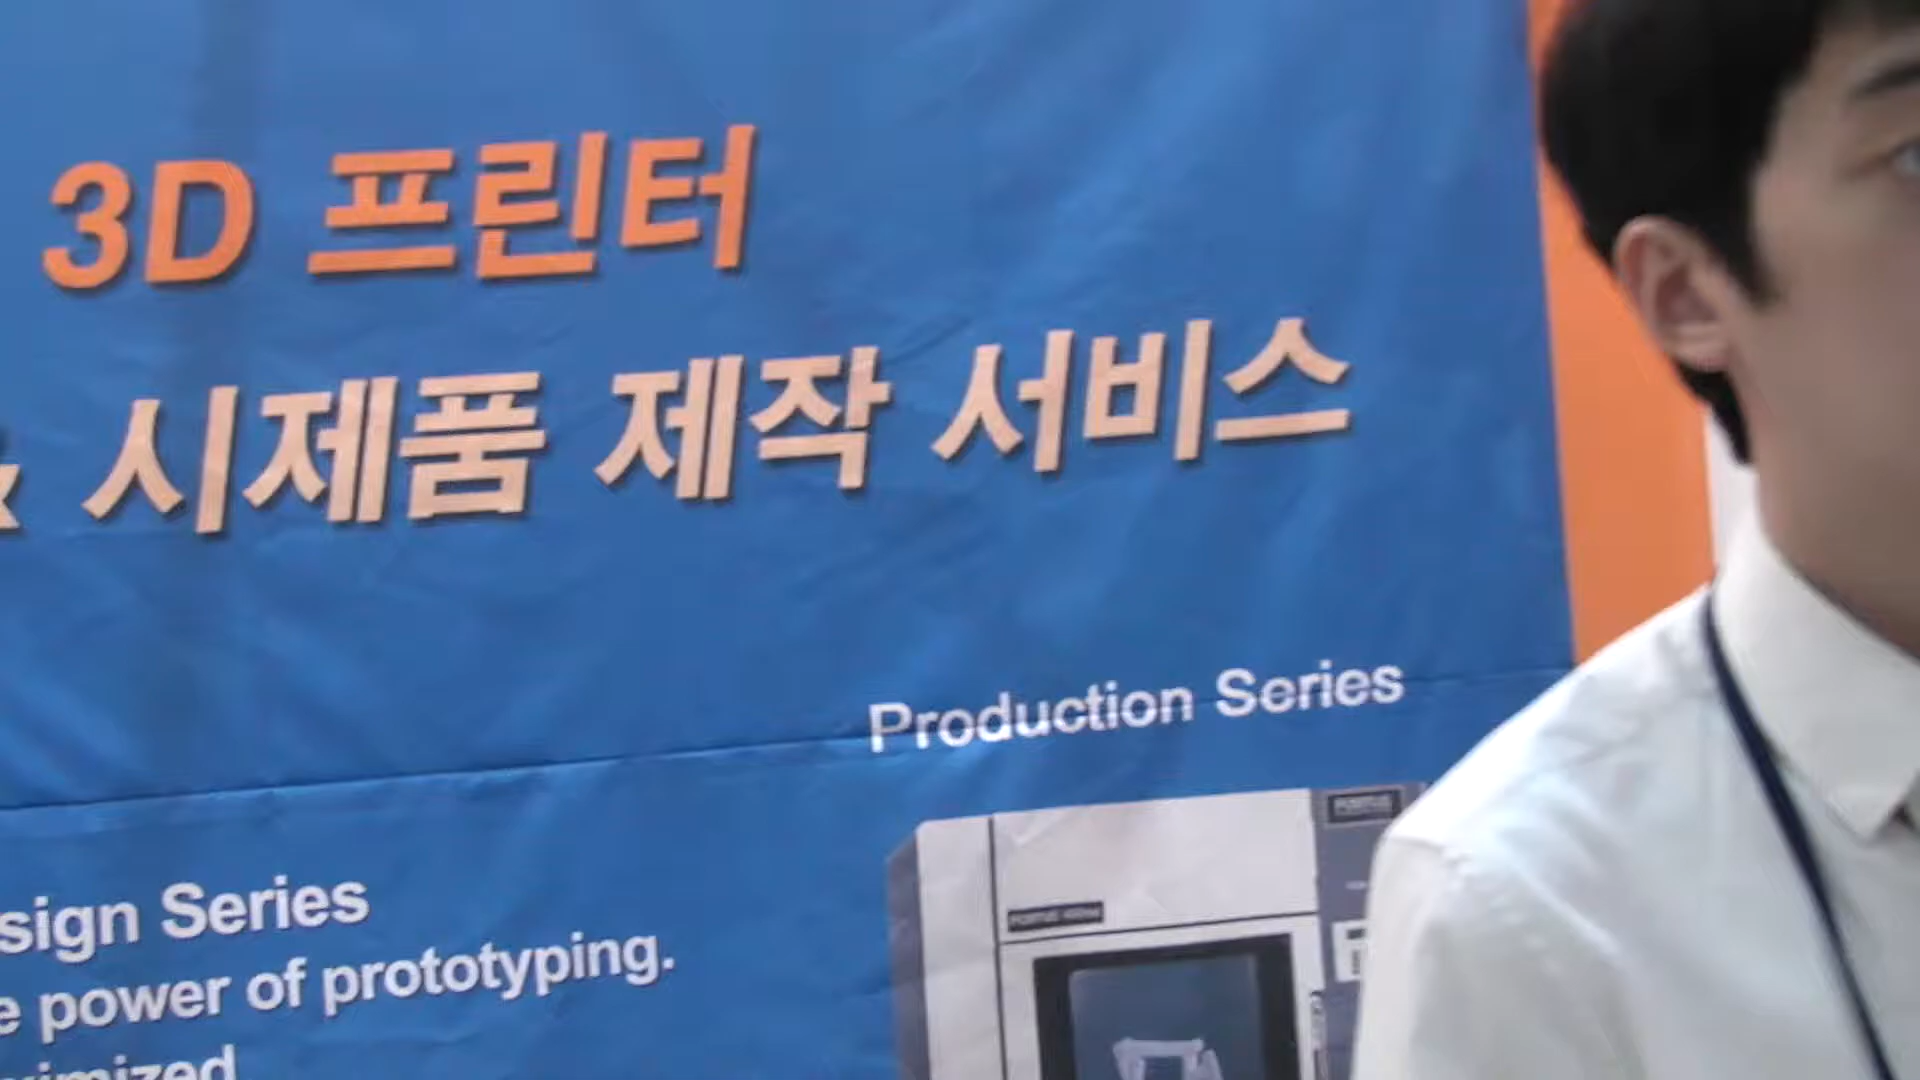 3D 프린터
& 시제품 제작 서비스
Production Series
sign Series
e power of prototyping.
ximized